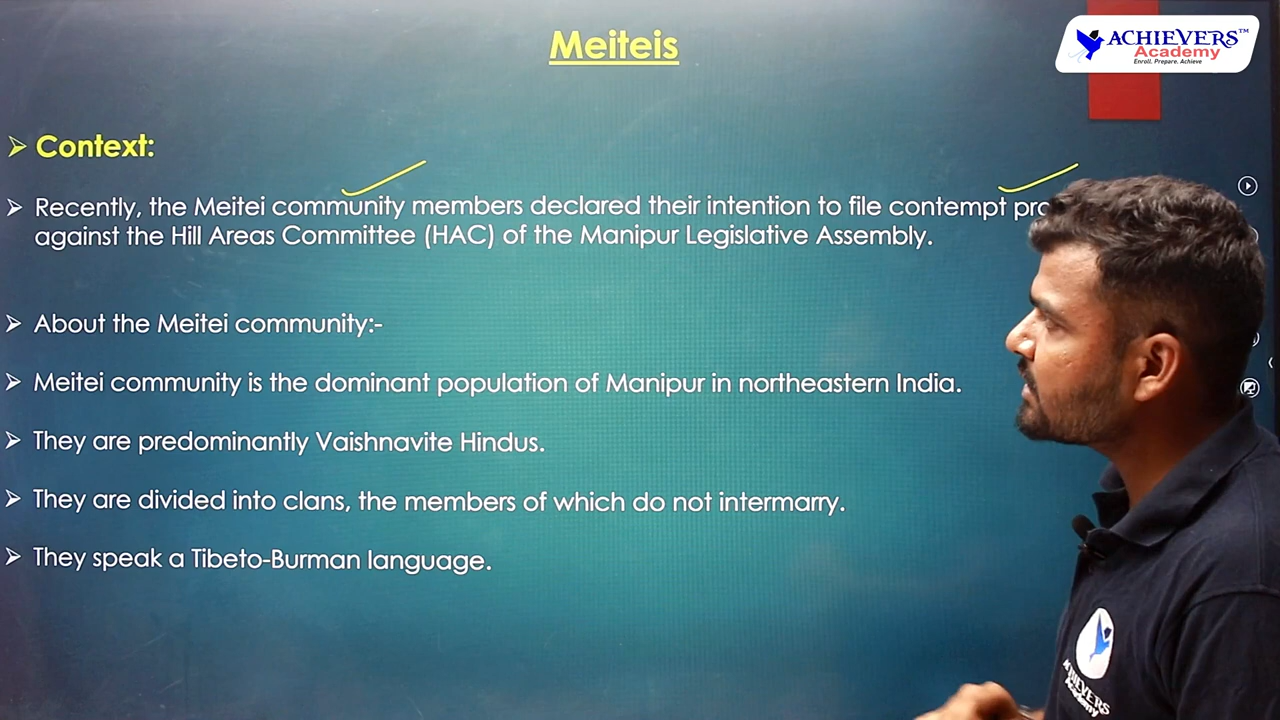 Meiteis
ACHIEVERS™
Academy
Enroll. Prepare. Achieve
➢ Context:
➢ Recently, the Meitei community members declared their intention to file contempt
against the Hill Areas Committee (HAC) of the Manipur Legislative Assembly.
➢ About the Meitei community:-
➢ Meitei community is the dominant population of Manipur in northeastern India.
➢ They are predominantly Vaishnavite Hindus.
➢ They are divided into clans, the members of which do not intermarry.
➢ They speak a Tibeto-Burman language.
ACHIEVERS
Academy